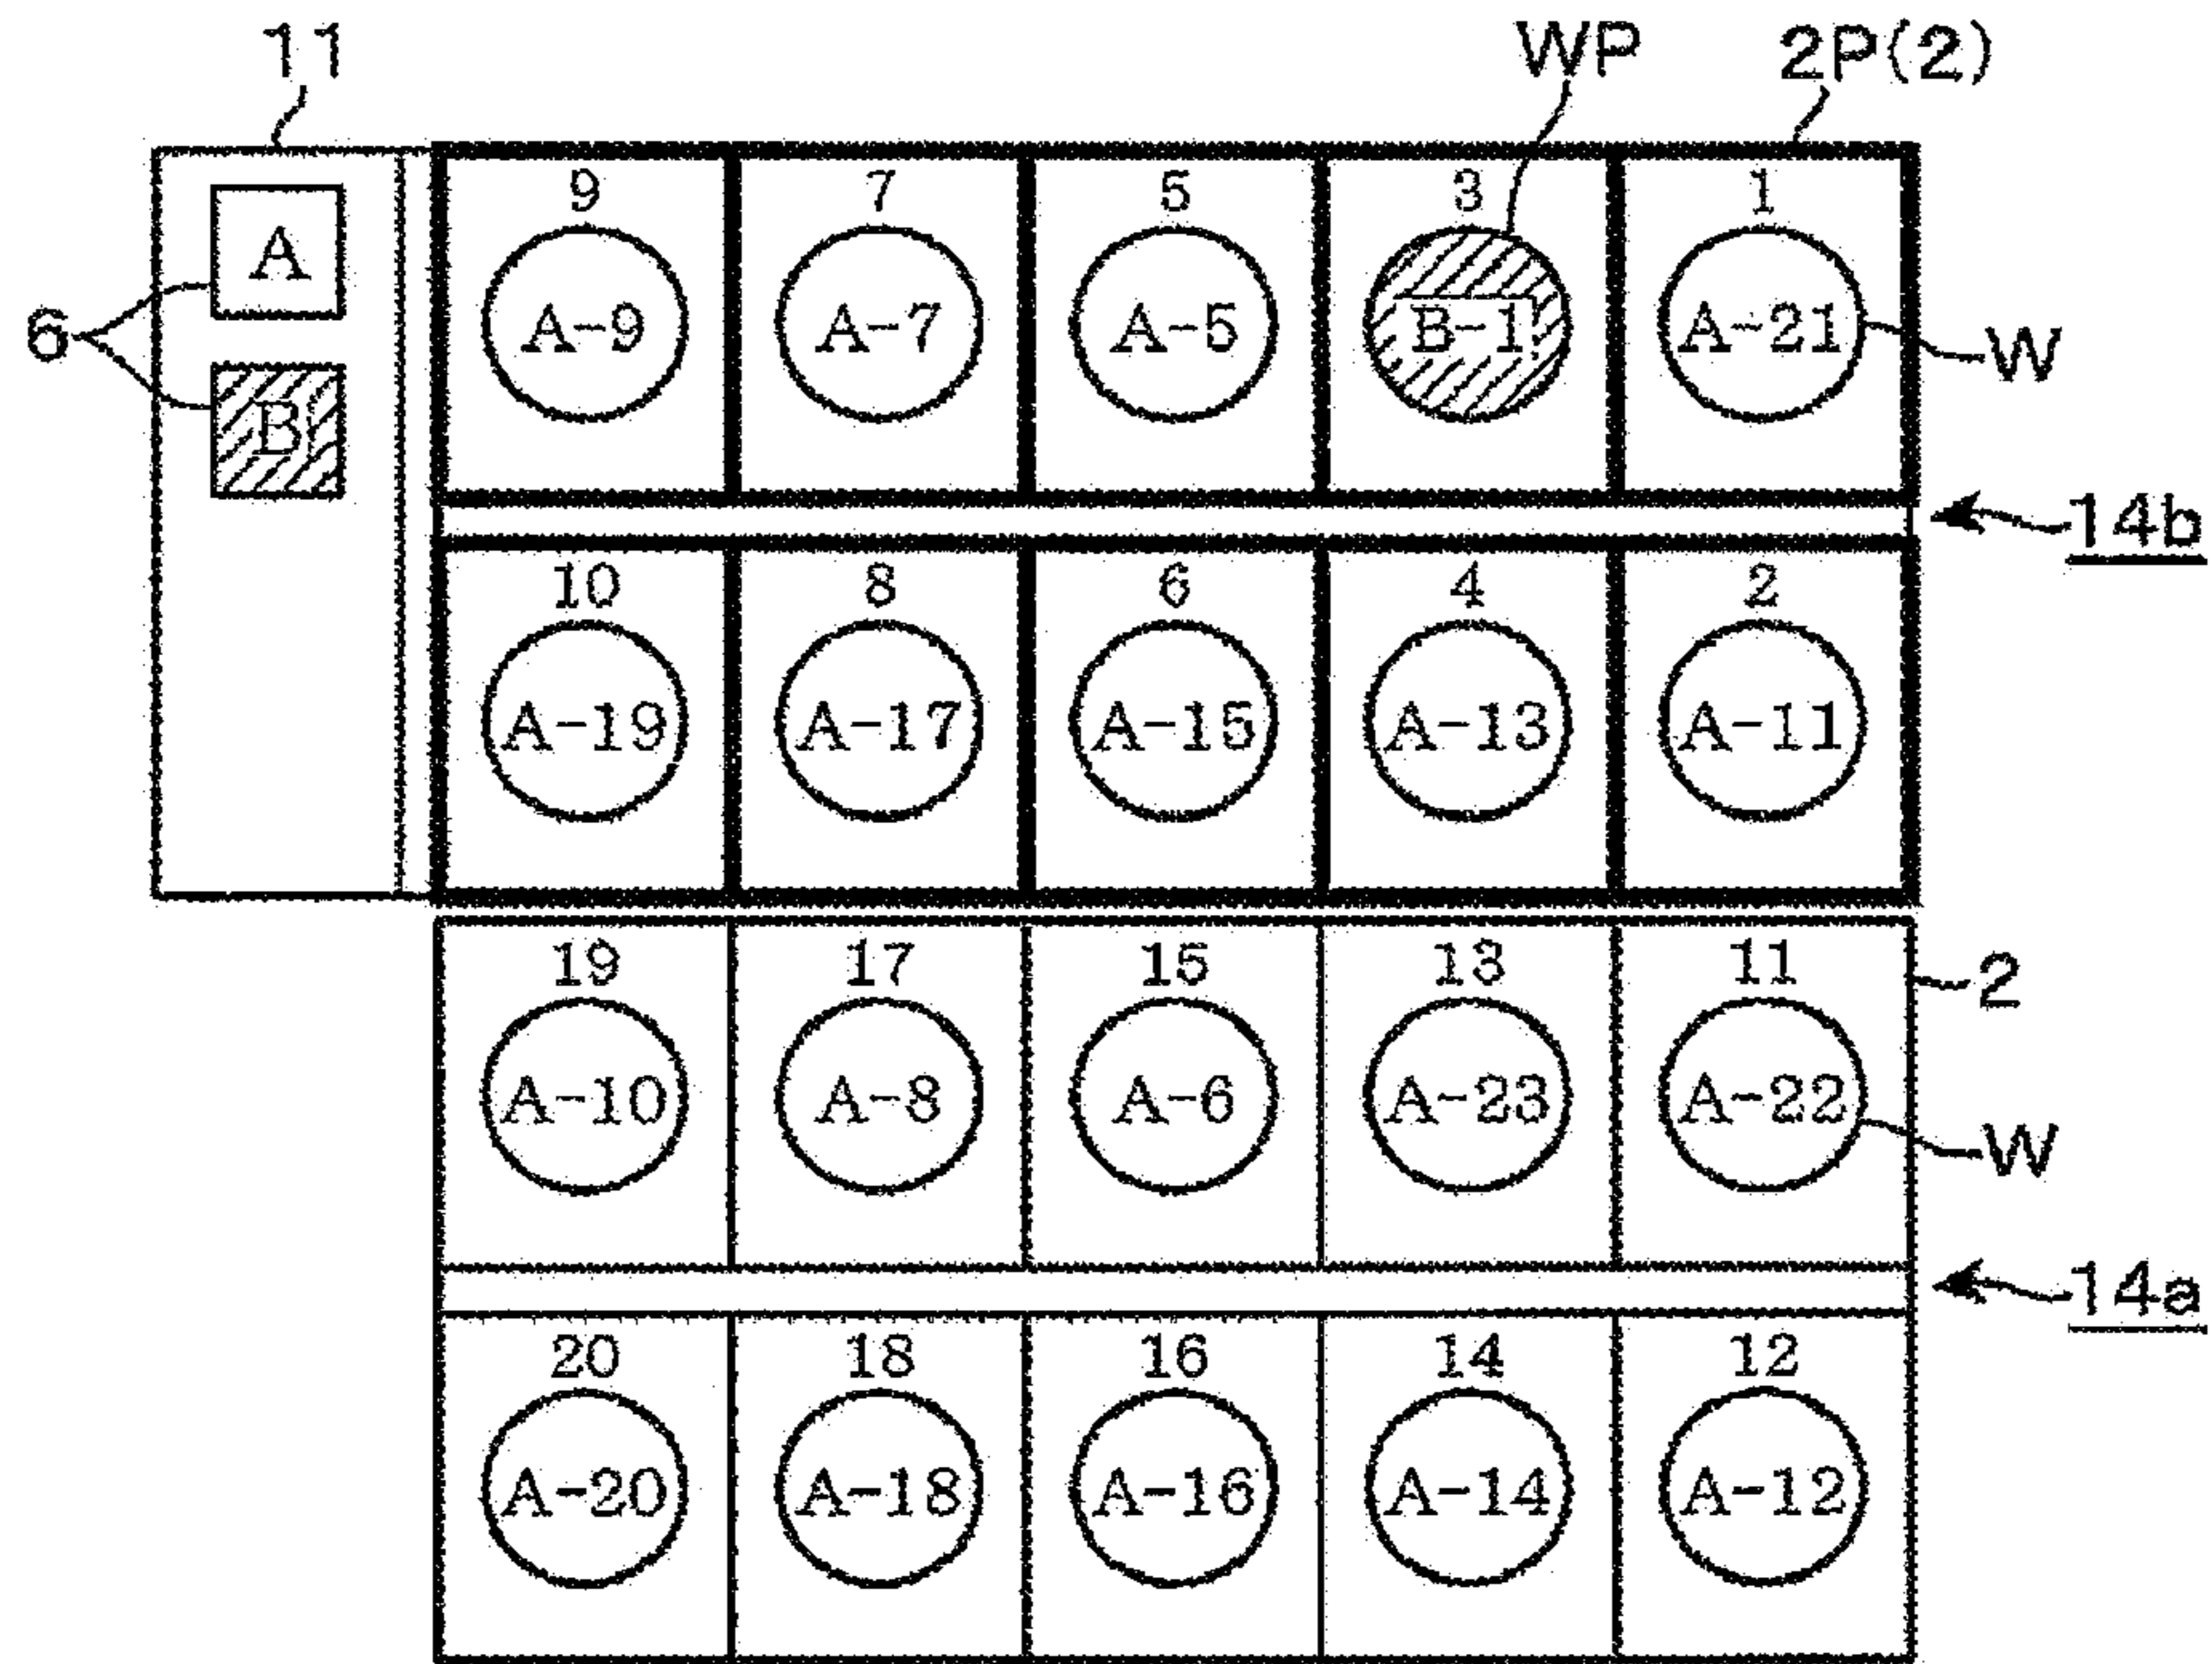 11 WP 2P(2)
A 9 7 5 3 1
6 A-9 A-7 A-5 B-1 A-21 W
B
14b
10 8 6 4 2
A-19 A-17 A-15 A-13 A-11
19 17 15 13 11 2
A-10 A-8 A-6 A-23 A-22
W
14a
20 18 16 14 12
A-20 A-18 A-16 A-14 A-12